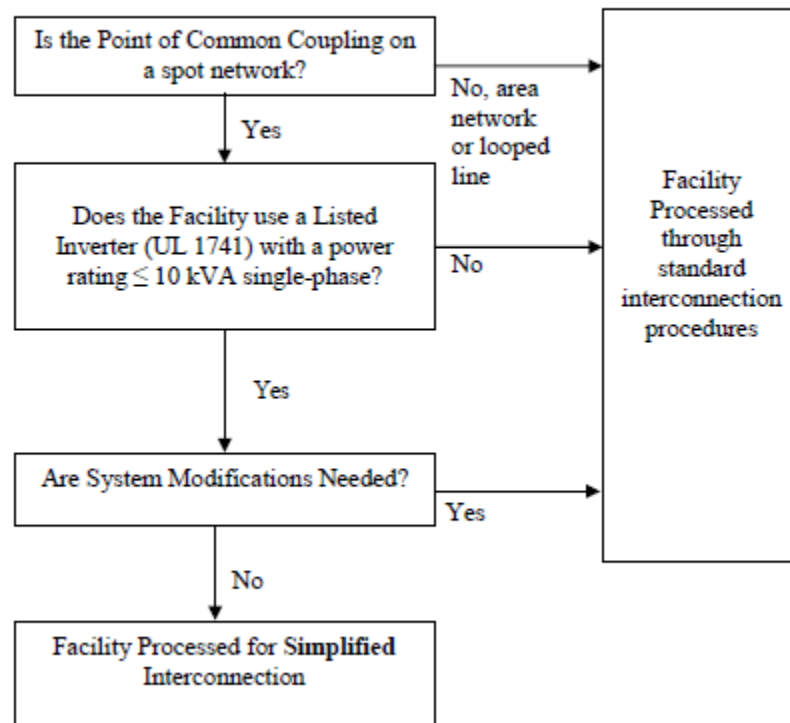 Is the Point of Common Coupling on
a spot network?
No, area
network
or looped
line
Yes
Does the Facility use a Listed
Inverter (UL 1741) with a power
rating ≤ 10 kVA single-phase?
No
Facility
Processed
through
standard
interconnection
procedures
Yes
Are System Modifications Needed?
Yes
No
Facility Processed for Simplified
Interconnection